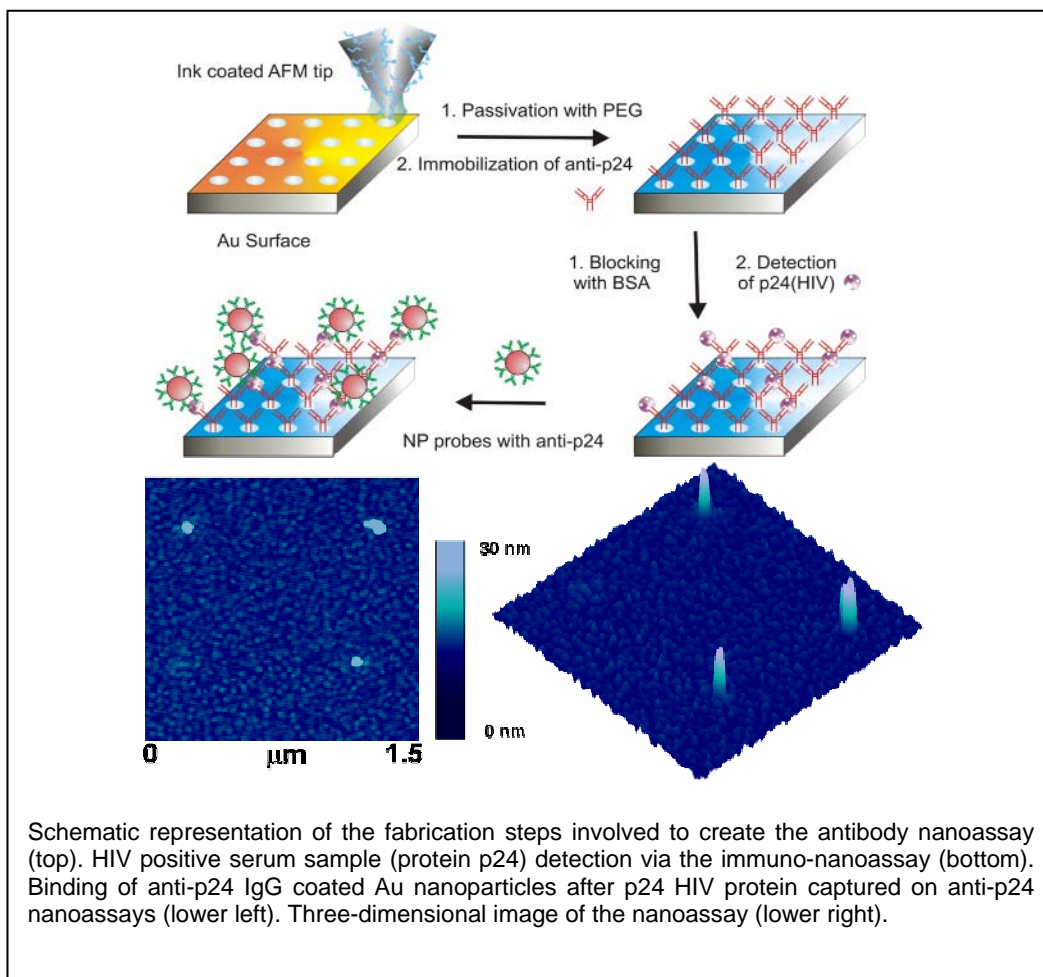 Ink coated AFM tip
1. Passivation with PEG
2. Immobilization of anti-p24
Au Surface
1. Blocking
with BSA
2. Detection
of p24(HIV)
NP probes with anti-p24
30 nm
0 nm
0 μm 1.5
Schematic representation of the fabrication steps involved to create the antibody nanoassay
(top). HIV positive serum sample (protein p24) detection via the immuno-nanoassay (bottom).
Binding of anti-p24 IgG coated Au nanoparticles after p24 HIV protein captured on anti-p24
nanoassays (lower left). Three-dimensional image of the nanoassay (lower right).